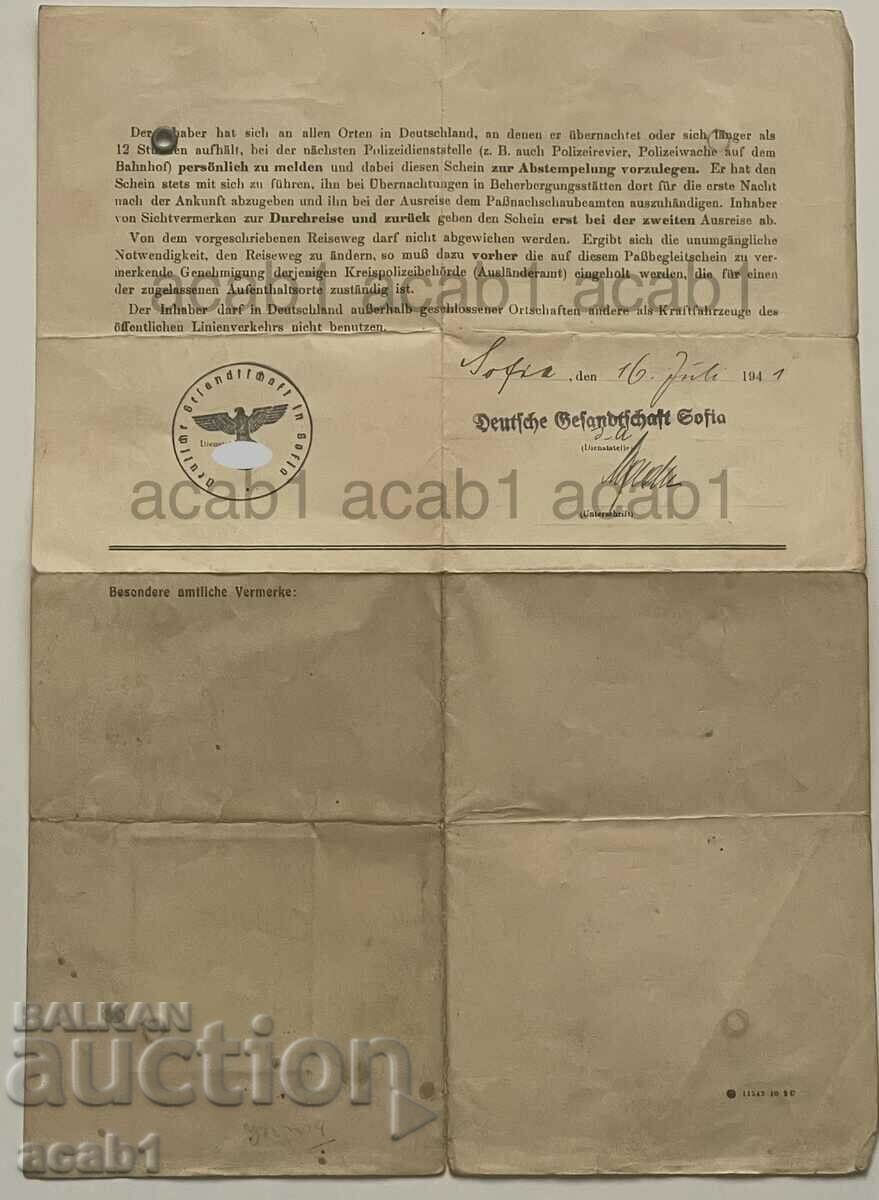 Der haber hat sich an allen Orten in Deutschland, an denen er übernachtet oder sich länger als
12 Stunden aufhält, bei der nächsten Polizeidienststelle (z. B. auch Polizeirevier, Polizeiwache auf dem
Bahnhof) persönlich zu melden und dabei diesen Schein zur Abstempelung vorzulegen. Er hat den
Schein stets mit sich zu führen, ihn bei Übernachtungen in Beherbergungsstätten dort für die erste Nacht
nach der Ankunft abzugeben und ihn bei der Ausreise dem Paßnachschaubeamten auszuhändigen. Inhaber
von Sichtvermerken zur Durchreise und zurück geben den Schein erst bei der zweiten Ausreise ab.
Von dem vorgeschriebenen Reiseweg darf nicht abgewichen werden. Ergibt sich die unumgängliche
Notwendigkeit, den Reiseweg zu ändern, so muß dazu vorher die auf diesem Paßbegleitschein zu ver-
merkende Genehmigung derjenigen Kreispolizeibehörde (Ausländeramt) eingeholt werden, die für einen
der zugelassenen Aufenthaltsorte zuständig ist.
acab1 acab1 acab1
Der Inhaber darf in Deutschland außerhalb geschlossener Ortschaften andere als Kraftfahrzeuge des
öffentlichen Linienverkehrs nicht benutzen.
Sofia, den 16. Juli 1941
Deutsche Gesandtschaft in Sofia
Deutsche Gesandtschaft Sofia
(Dienststelle)
acab1 acab1 acab1
(Unterschrift)
Besondere amtliche Vermerke:
BALKAN
auction
acab1